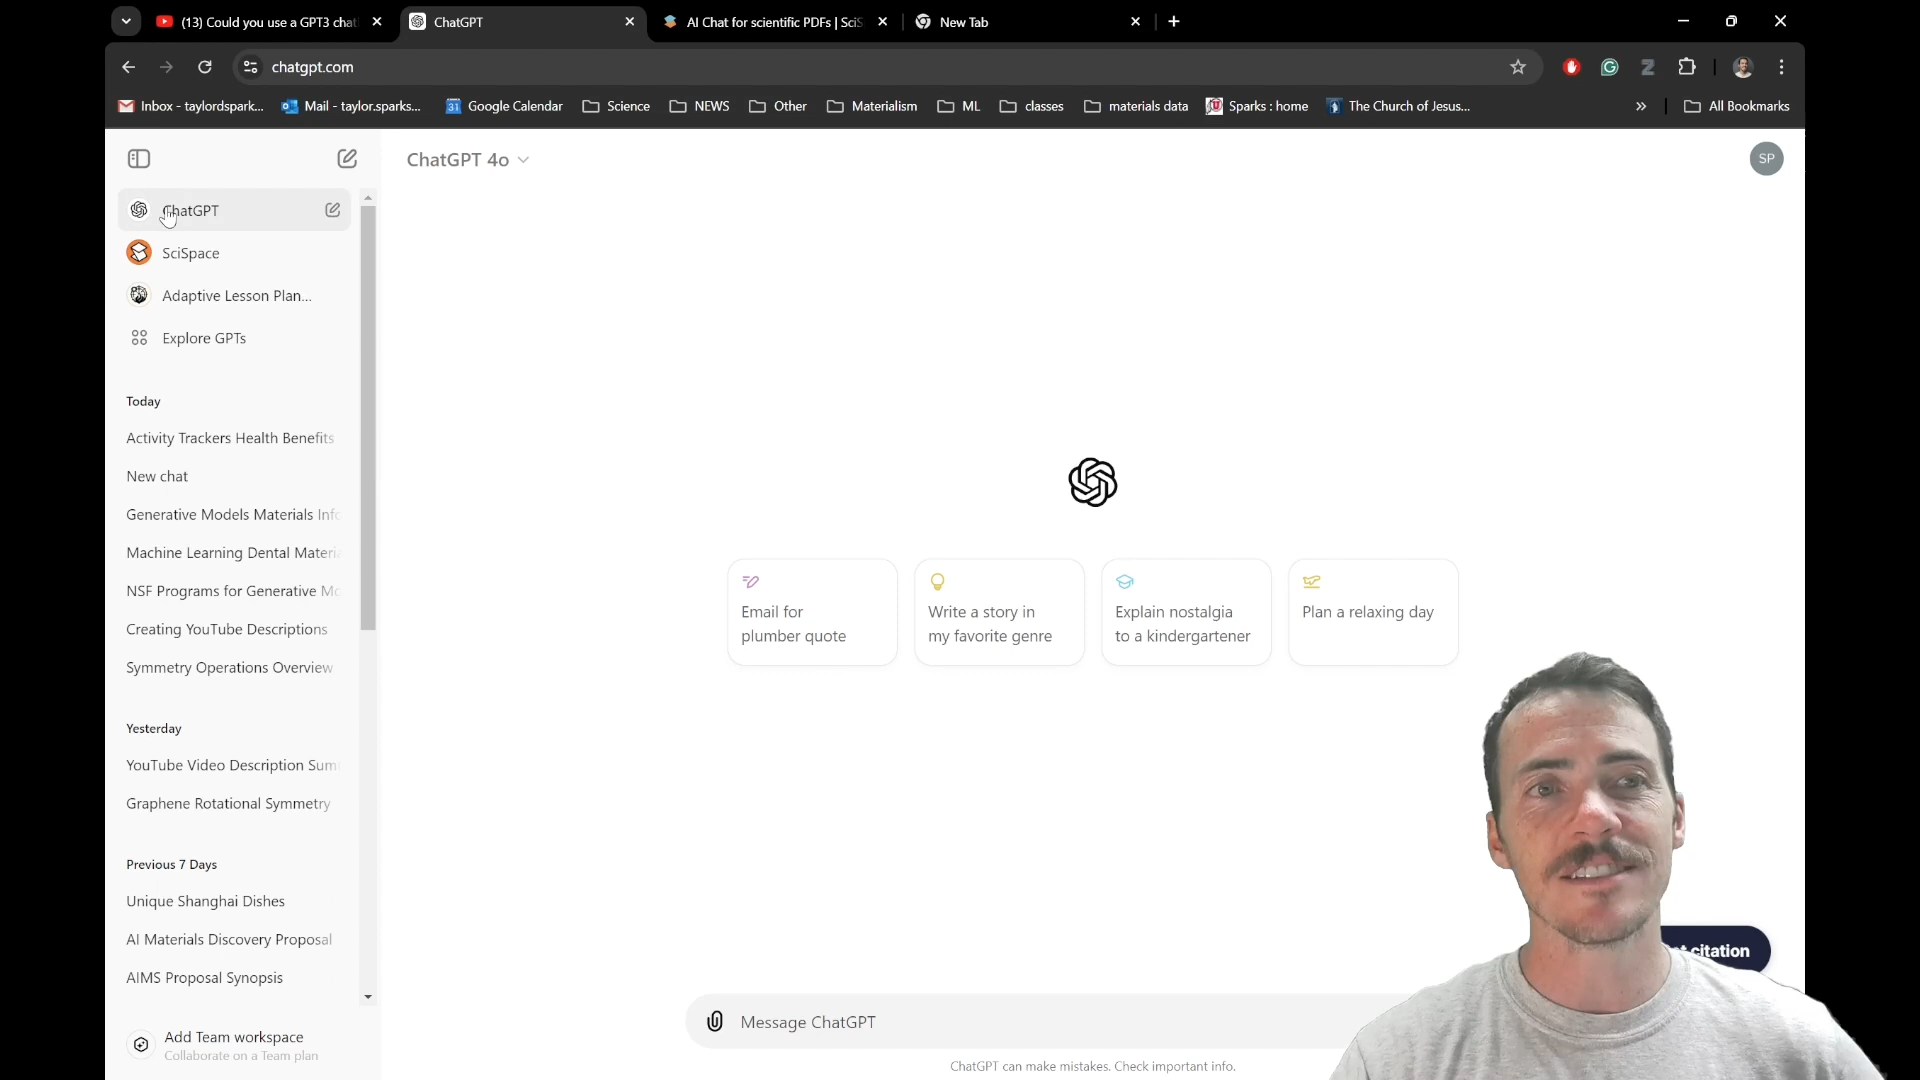 (13) Could you use a GPT3 chat
ChatGPT
AI Chat for scientific PDFs | SciS
New Tab
chatgpt.com
Inbox - taylordspark...
Mail - taylor.sparks...
Google Calendar
Science
NEWS
Other
Materialism
ML
classes
materials data
Sparks : home
The Church of Jesus...
»
All Bookmarks
ChatGPT 4o
SP
ChatGPT
SciSpace
Adaptive Lesson Plan...
Explore GPTs
Today
Activity Trackers Health Benefits
New chat
Generative Models Materials Info
Machine Learning Dental Materia
NSF Programs for Generative Mo
Creating YouTube Descriptions
Symmetry Operations Overview
Yesterday
YouTube Video Description Sum
Graphene Rotational Symmetry
Previous 7 Days
Unique Shanghai Dishes
AI Materials Discovery Proposal
AIMS Proposal Synopsis
Add Team workspace
Collaborate on a Team plan
Email for
plumber quote
Write a story in
my favorite genre
Explain nostalgia
to a kindergartener
Plan a relaxing day
citation
Message ChatGPT
ChatGPT can make mistakes. Check important info.